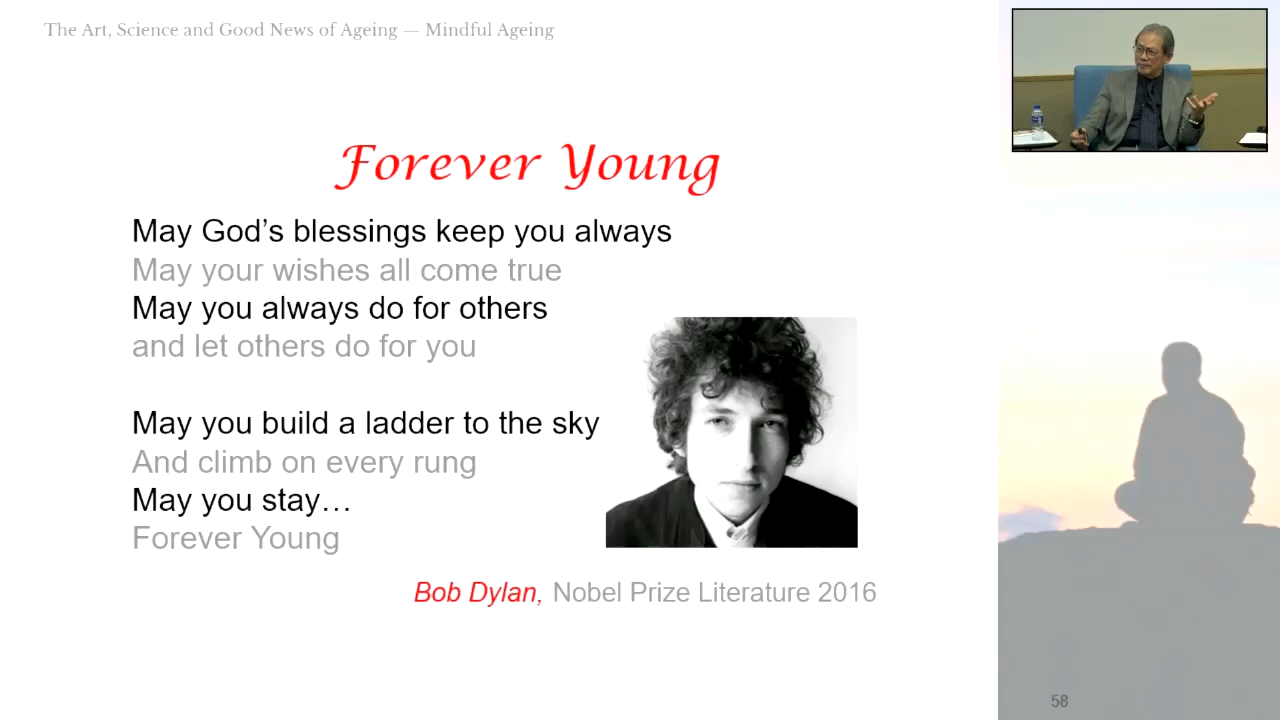 The Art, Science and Good News of Ageing — Mindful Ageing
Forever Young
May God’s blessings keep you always
May your wishes all come true
May you always do for others
and let others do for you
May you build a ladder to the sky
And climb on every rung
May you stay…
Forever Young
Bob Dylan, Nobel Prize Literature 2016
58